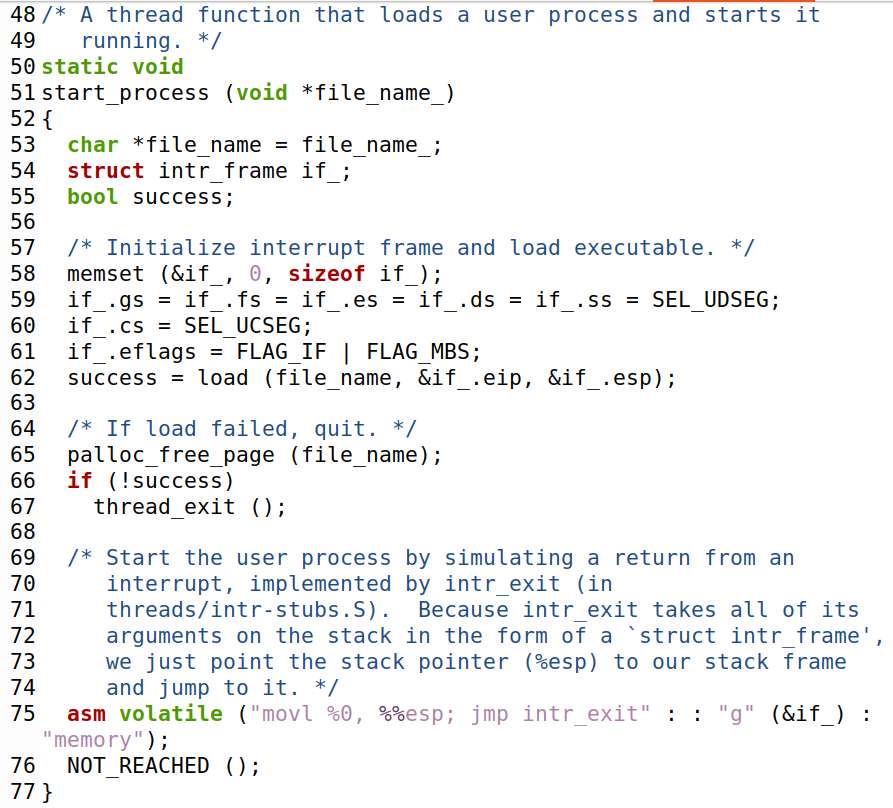 48 /* A thread function that loads a user process and starts it
49    running. */
50 static void
51 start_process (void *file_name_)
52 {
53   char *file_name = file_name_;
54   struct intr_frame if_;
55   bool success;
56
57   /* Initialize interrupt frame and load executable. */
58   memset (&if_, 0, sizeof if_);
59   if_.gs = if_.fs = if_.es = if_.ds = if_.ss = SEL_UDSEG;
60   if_.cs = SEL_UCSEG;
61   if_.eflags = FLAG_IF | FLAG_MBS;
62   success = load (file_name, &if_.eip, &if_.esp);
63
64   /* If load failed, quit. */
65   palloc_free_page (file_name);
66   if (!success)
67     thread_exit ();
68
69   /* Start the user process by simulating a return from an
70      interrupt, implemented by intr_exit (in
71      threads/intr-stubs.S).  Because intr_exit takes all of its
72      arguments on the stack in the form of a `struct intr_frame',
73      we just point the stack pointer (%esp) to our stack frame
74      and jump to it. */
75   asm volatile ("movl %0, %%esp; jmp intr_exit" : : "g" (&if_) :
"memory");
76   NOT_REACHED ();
77 }